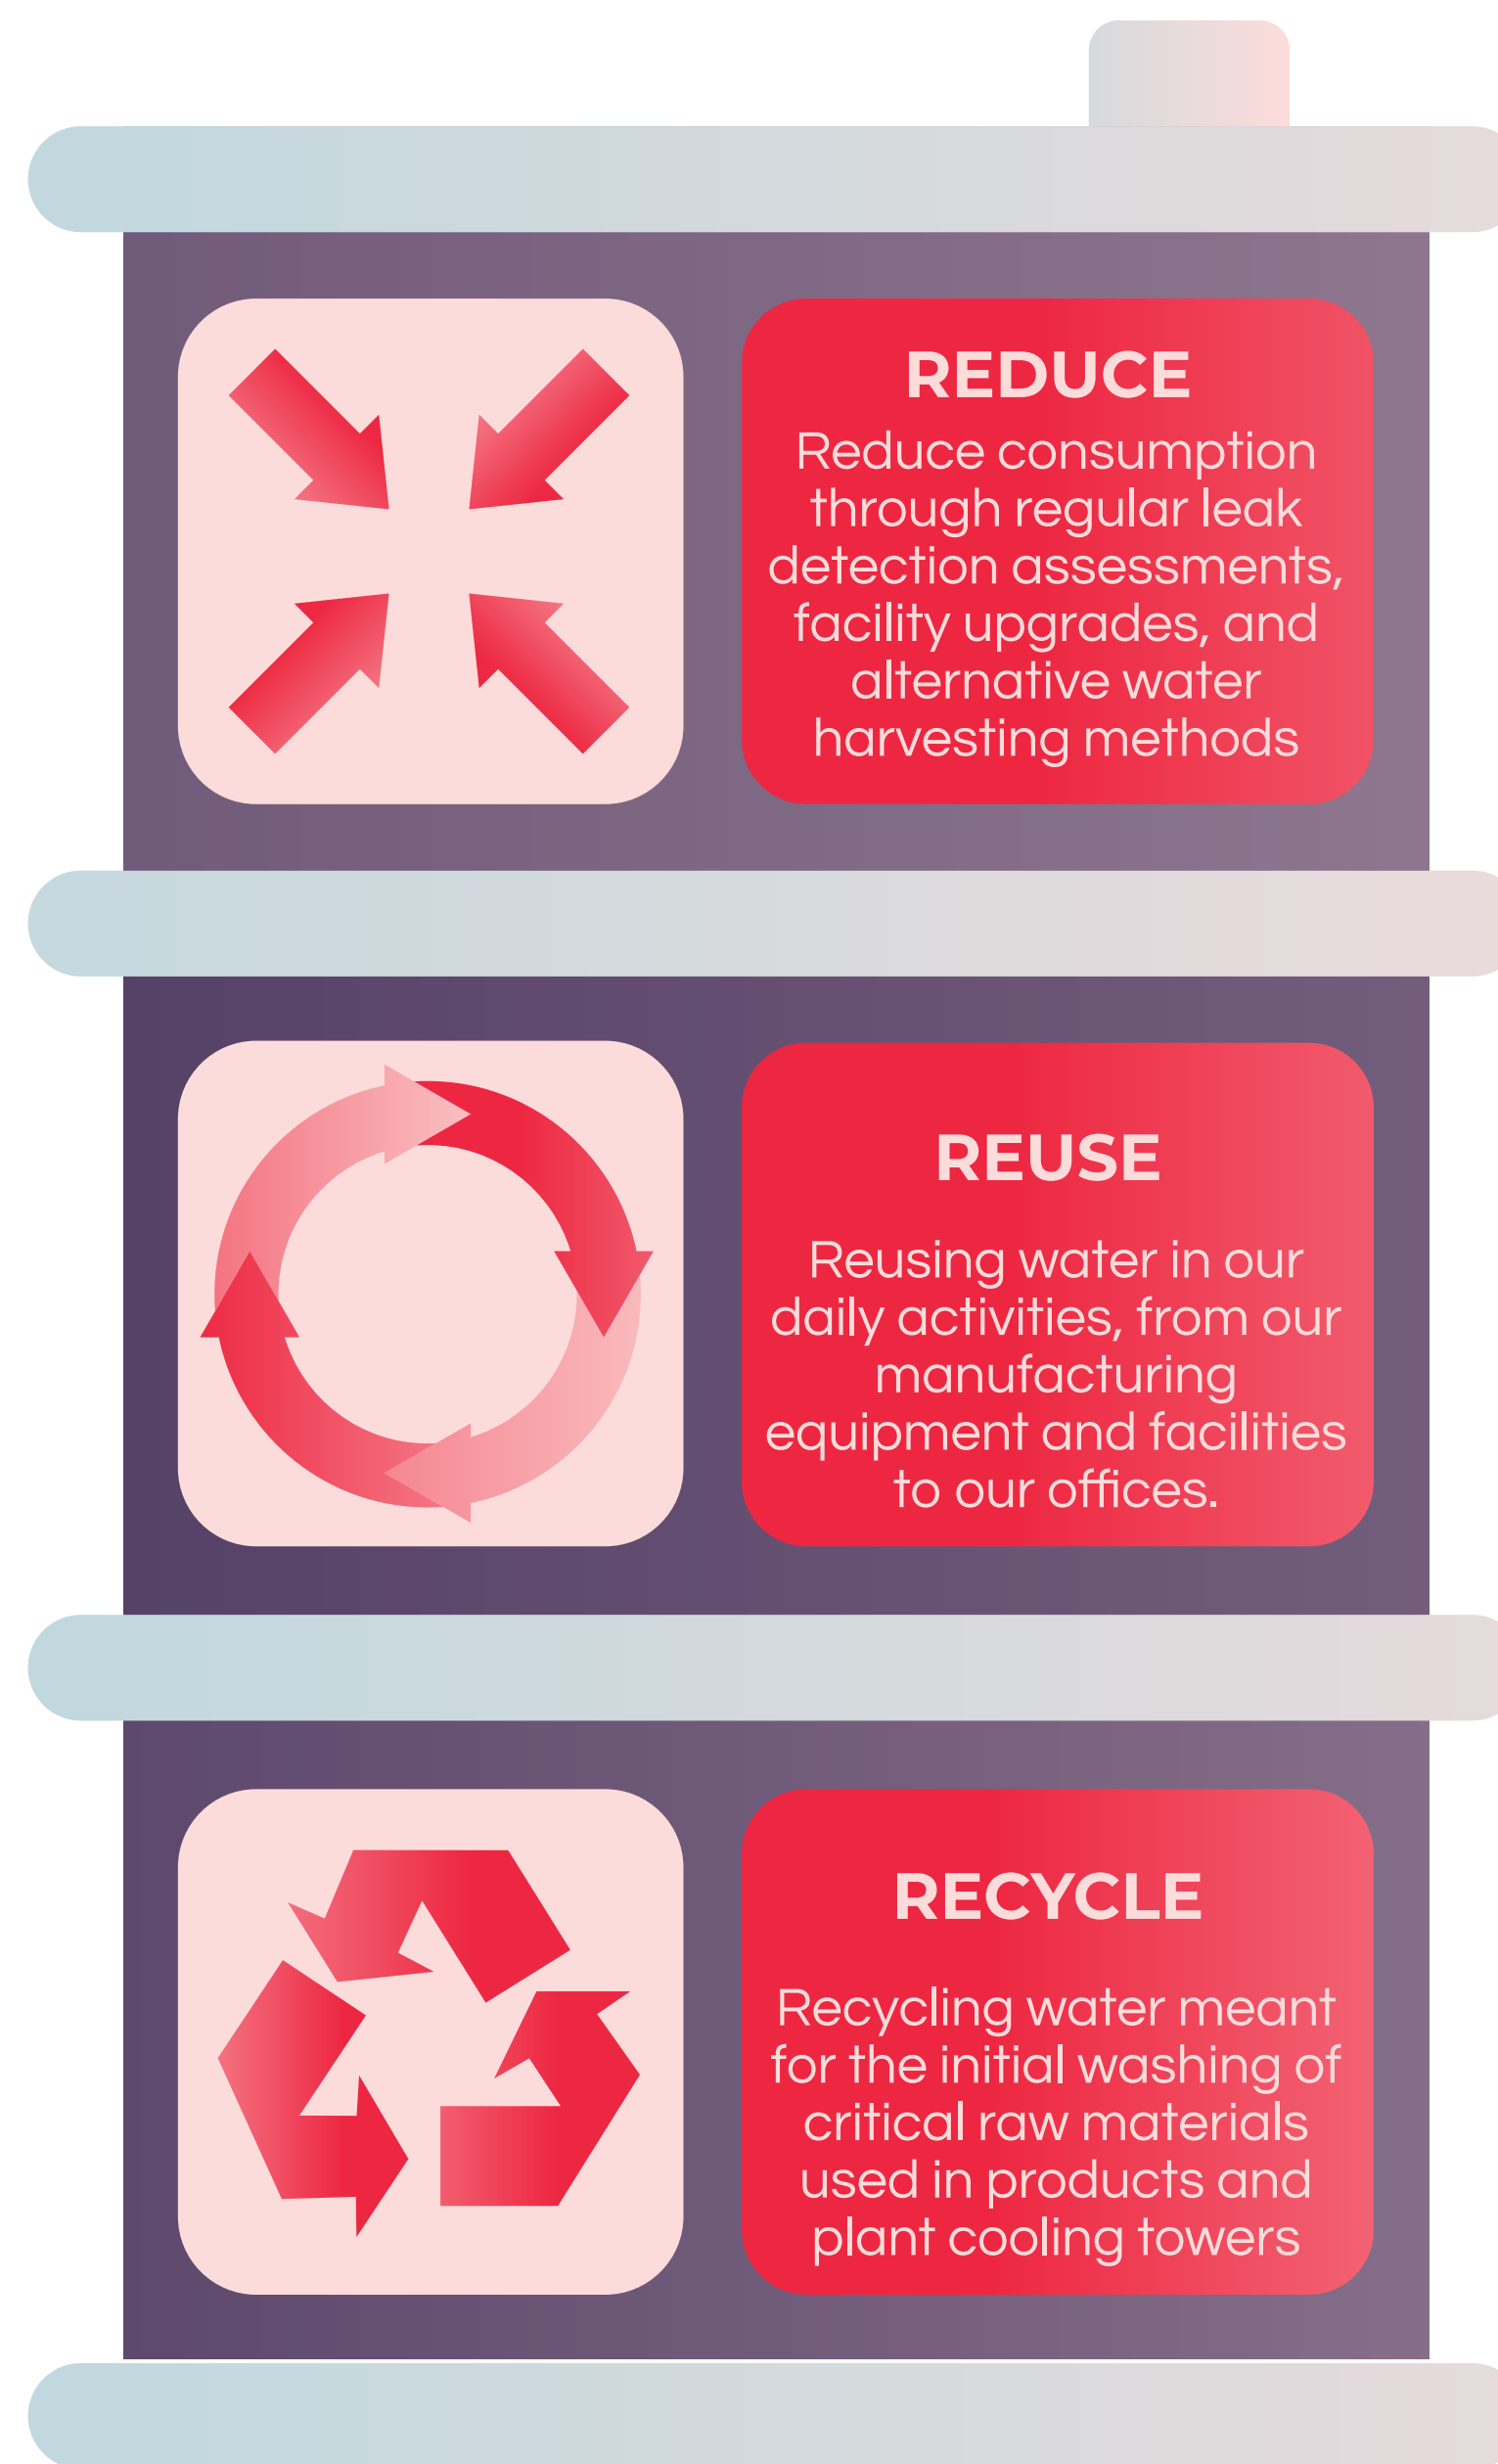 REDUCE
Reduce consumption
through regular leak
detection assessments,
facility upgrades, and
alternative water
harvesting methods
REUSE
Reusing water in our
daily activities, from our
manufacturing
equipment and facilities
to our offices.
RECYCLE
Recycling water meant
for the initial washing of
critical raw materials
used in products and
plant cooling towers